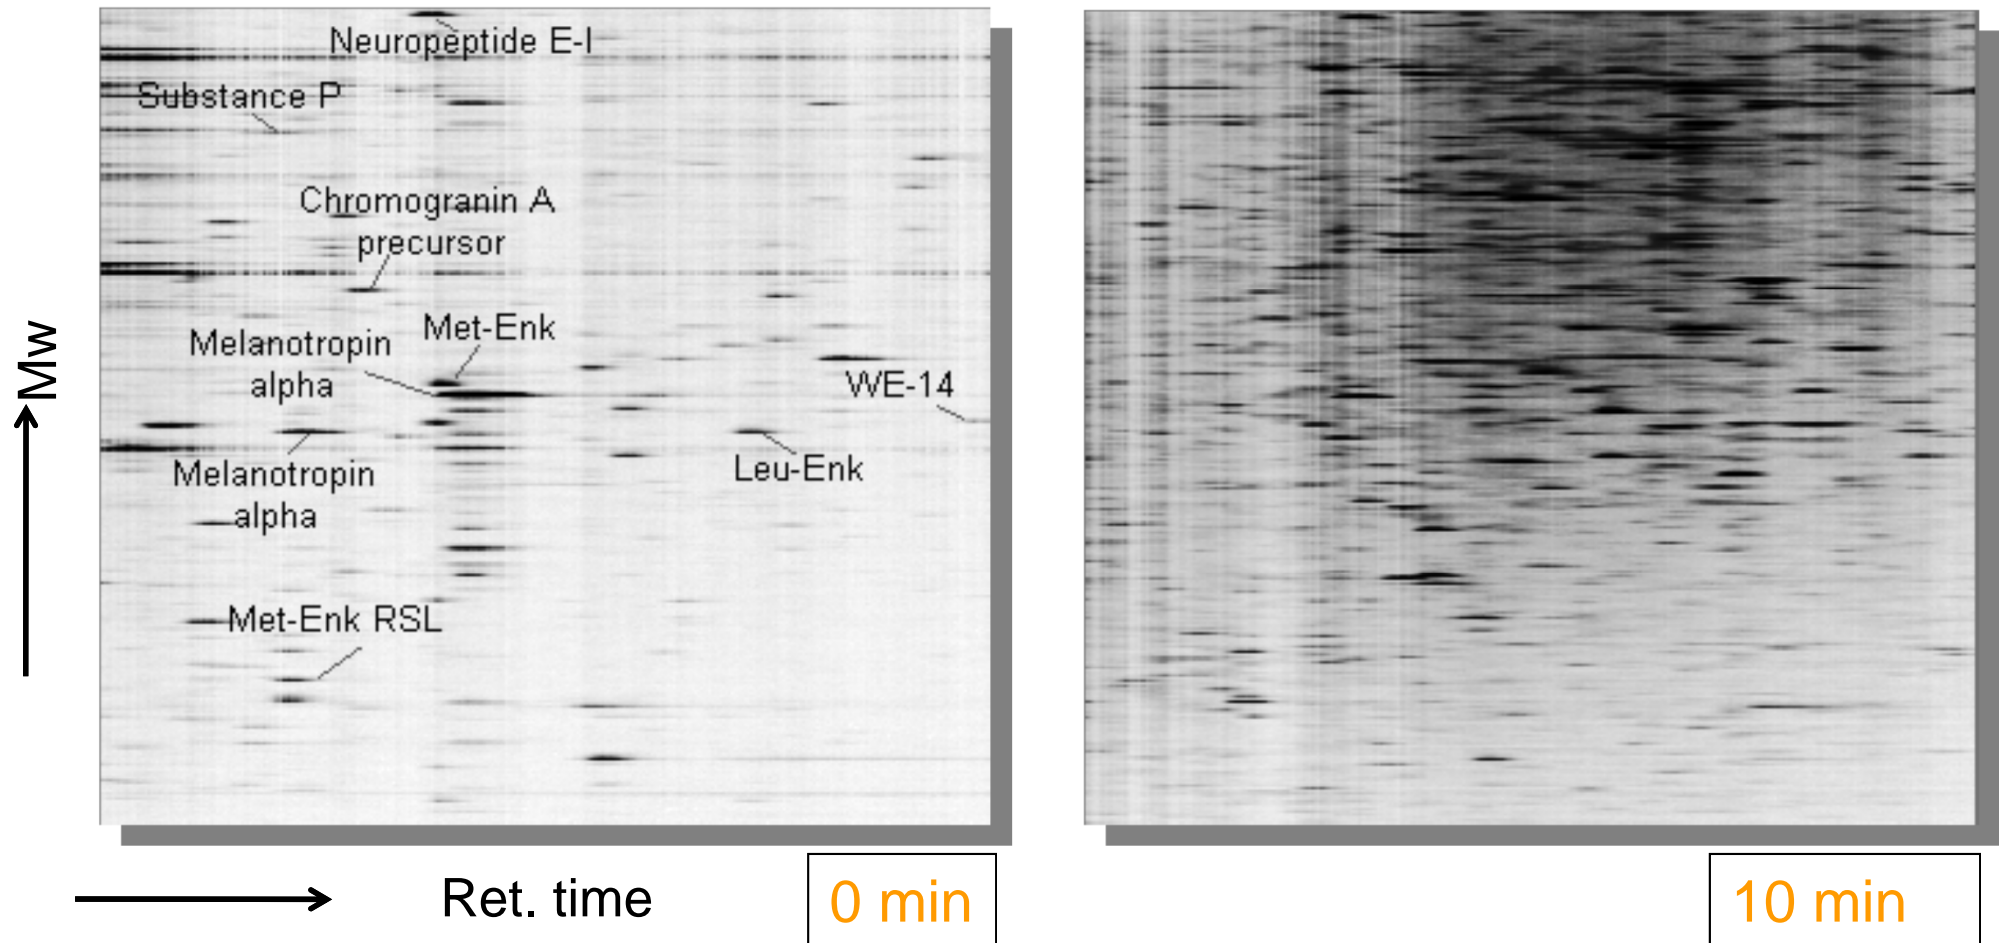 Neuropeptide E-I
Substance P
Chromogranin A
precursor
Met-Enk
Melanotropin
alpha
WE-14
Leu-Enk
Melanotropin
alpha
Met-Enk RSL
Mw
Ret. time
0 min
10 min